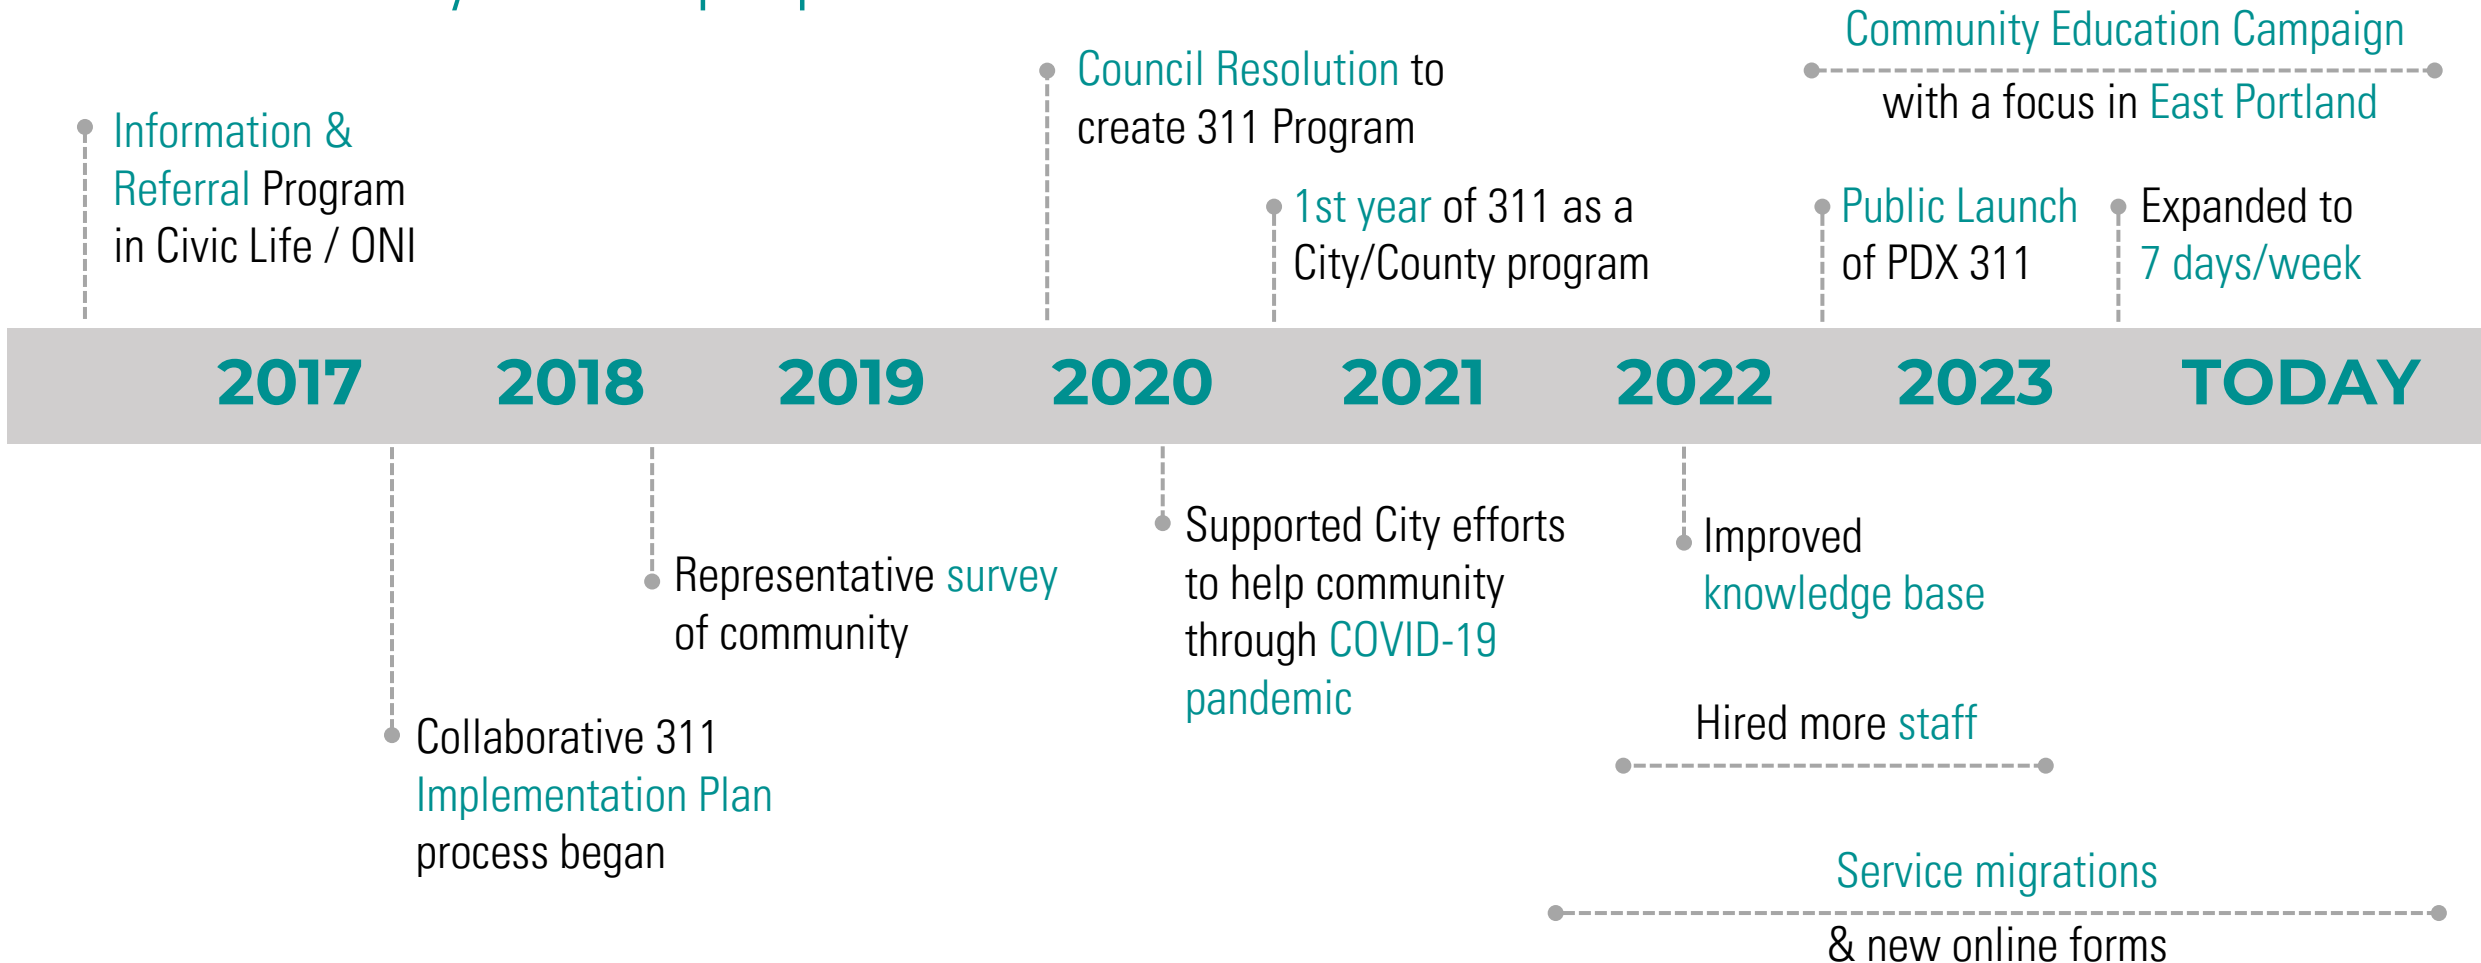 Community Education Campaign
with a focus in East Portland
Council Resolution to
create 311 Program
Information &
Referral Program
in Civic Life / ONI
1st year of 311 as a
City/County program
Public Launch
of PDX 311
Expanded to
7 days/week
2017 2018 2019 2020 2021 2022 2023 TODAY
Supported City efforts
to help community
through COVID-19
pandemic
Improved
knowledge base
Representative survey
of community
Hired more staff
Collaborative 311
Implementation Plan
process began
Service migrations
& new online forms